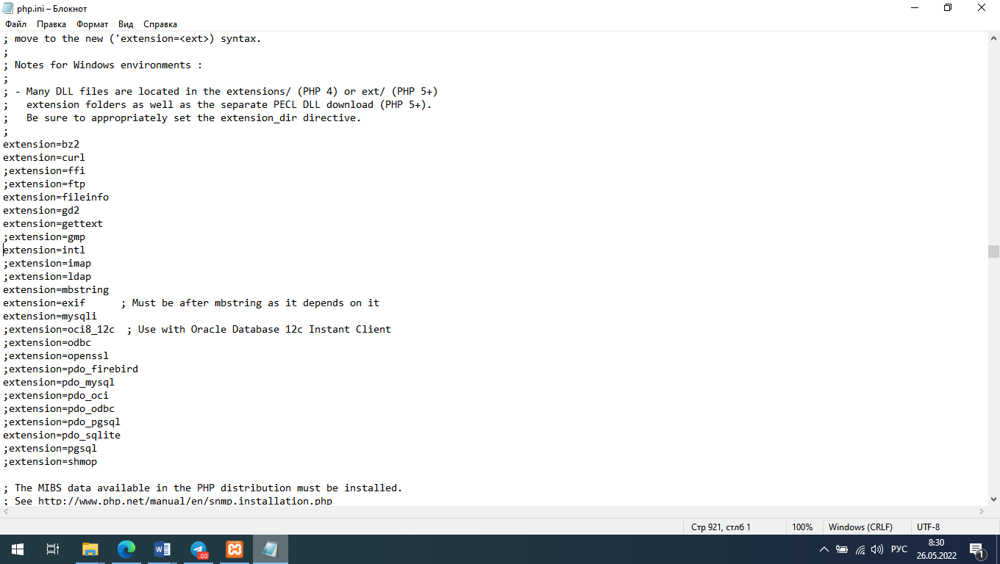 php.ini – Блокнот
Файл Правка Формат Вид Справка
; move to the new ('extension=<ext>) syntax.
;
; Notes for Windows environments :
;
; - Many DLL files are located in the extensions/ (PHP 4) or ext/ (PHP 5+)
;   extension folders as well as the separate PECL DLL download (PHP 5+).
;   Be sure to appropriately set the extension_dir directive.
;
extension=bz2
extension=curl
;extension=ffi
;extension=ftp
extension=fileinfo
extension=gd2
extension=gettext
;extension=gmp
extension=intl
;extension=imap
;extension=ldap
extension=mbstring
extension=exif      ; Must be after mbstring as it depends on it
extension=mysqli
;extension=oci8_12c  ; Use with Oracle Database 12c Instant Client
;extension=odbc
;extension=openssl
;extension=pdo_firebird
extension=pdo_mysql
;extension=pdo_oci
;extension=pdo_odbc
;extension=pdo_pgsql
extension=pdo_sqlite
;extension=pgsql
;extension=shmop
; The MIBS data available in the PHP distribution must be installed.
; See http://www.php.net/manual/en/snmp.installation.php
Стр 921, стлб 1 100% Windows (CRLF) UTF-8
РУС 8:30
26.05.2022
1